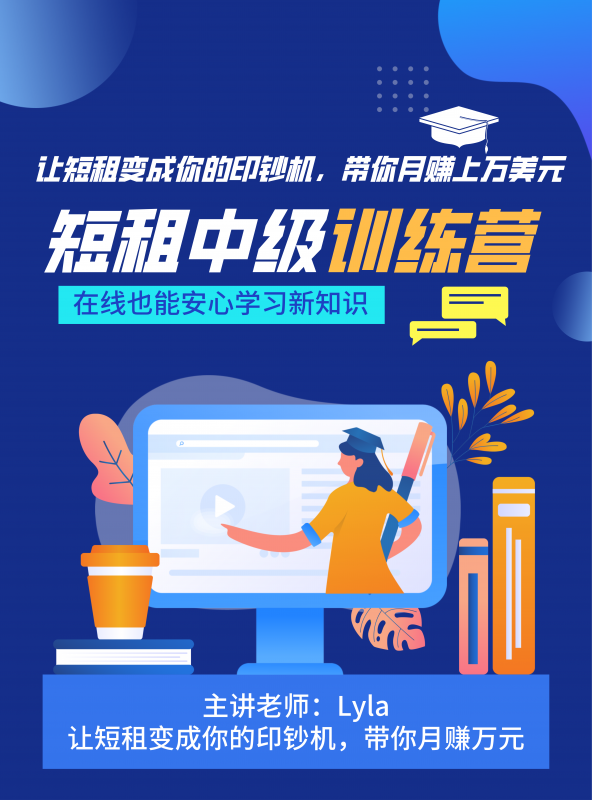 让短租变成你的印钞机，带你月赚上万美元
短租中级训练营
在线也能安心学习新知识
主讲老师：Lyla
让短租变成你的印钞机，带你月赚万元